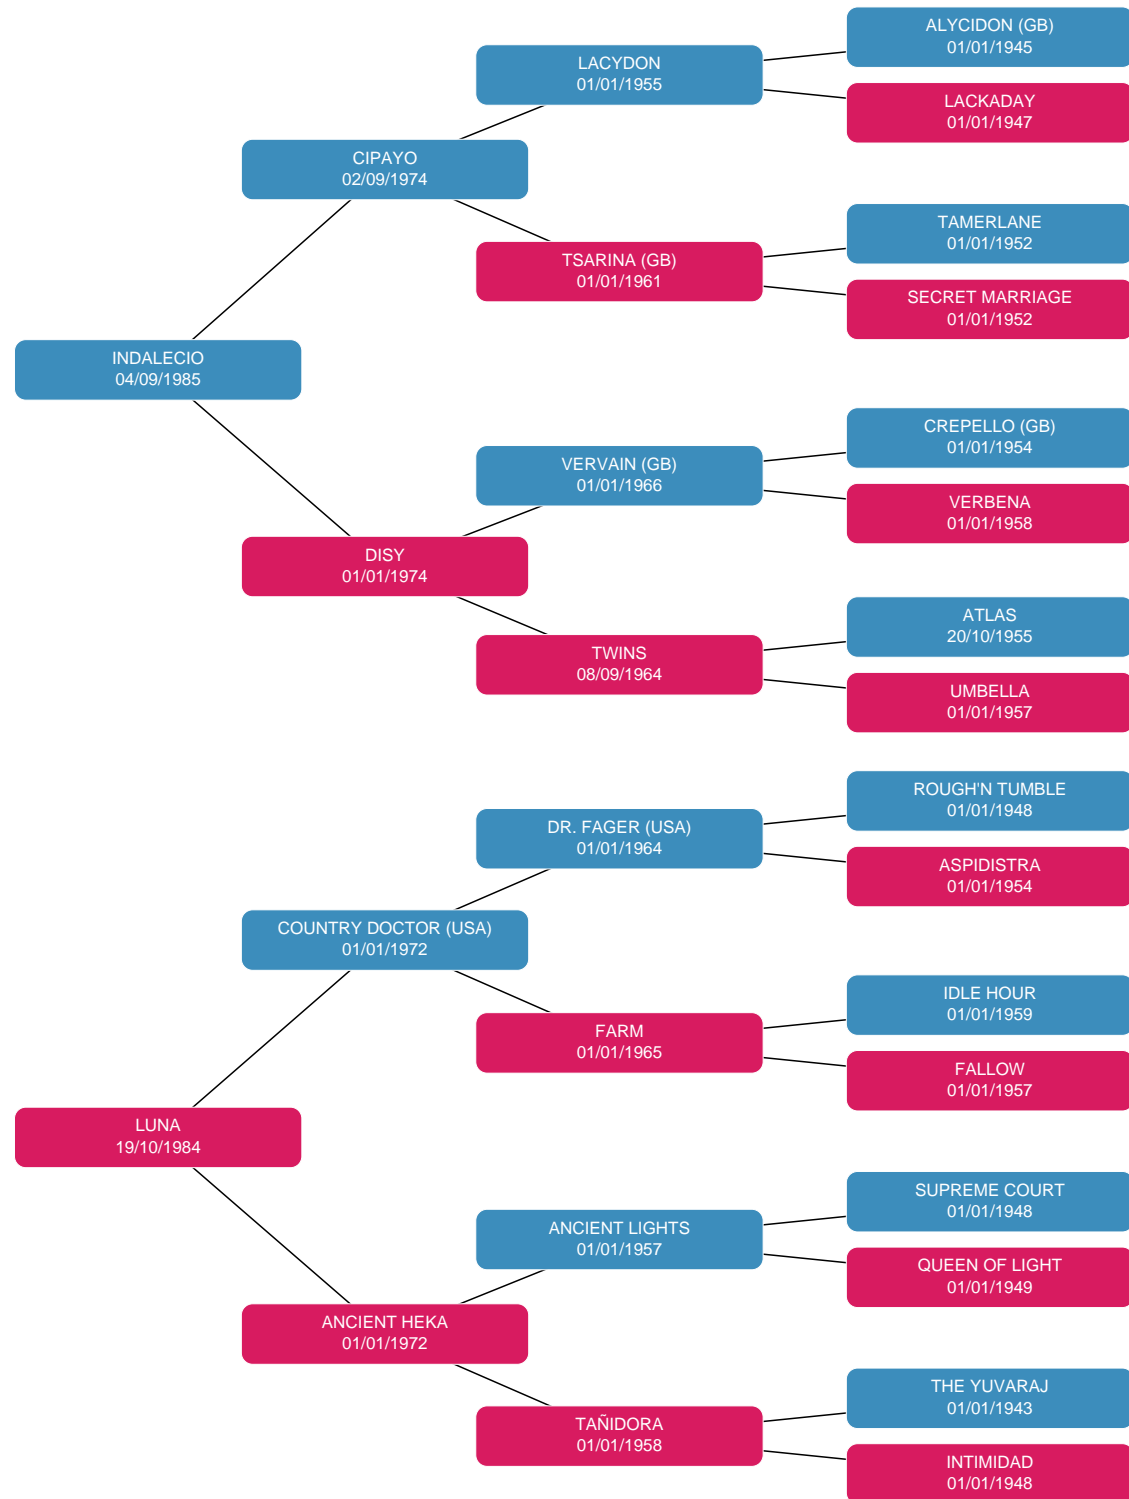 ALYCIDON (GB)
01/01/1945
LACYDON
01/01/1955
LACKADAY
01/01/1947
CIPAYO
02/09/1974
TAMERLANE
01/01/1952
TSARINA (GB)
01/01/1961
SECRET MARRIAGE
01/01/1952
INDALECIO
04/09/1985
CREPELLO (GB)
01/01/1954
VERVAIN (GB)
01/01/1966
VERBENA
01/01/1958
DISY
01/01/1974
ATLAS
20/10/1955
TWINS
08/09/1964
UMBELLA
01/01/1957
ROUGH'N TUMBLE
01/01/1948
DR. FAGER (USA)
01/01/1964
ASPIDISTRA
01/01/1954
COUNTRY DOCTOR (USA)
01/01/1972
IDLE HOUR
01/01/1959
FARM
01/01/1965
FALLOW
01/01/1957
LUNA
19/10/1984
SUPREME COURT
01/01/1948
ANCIENT LIGHTS
01/01/1957
QUEEN OF LIGHT
01/01/1949
ANCIENT HEKA
01/01/1972
THE YUVARAJ
01/01/1943
TAÑIDORA
01/01/1958
INTIMIDAD
01/01/1948